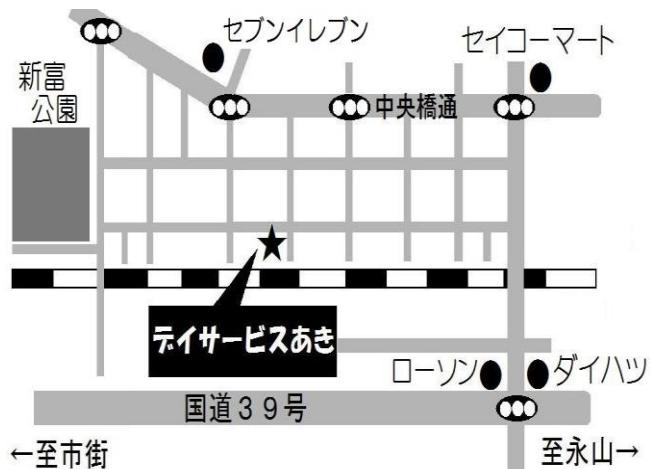 セブンイレブン
セイコーマート
新富
公園
中央橋通
デイサービスあき
ローソン
ダイハツ
国道39号
←至市街
至永山→